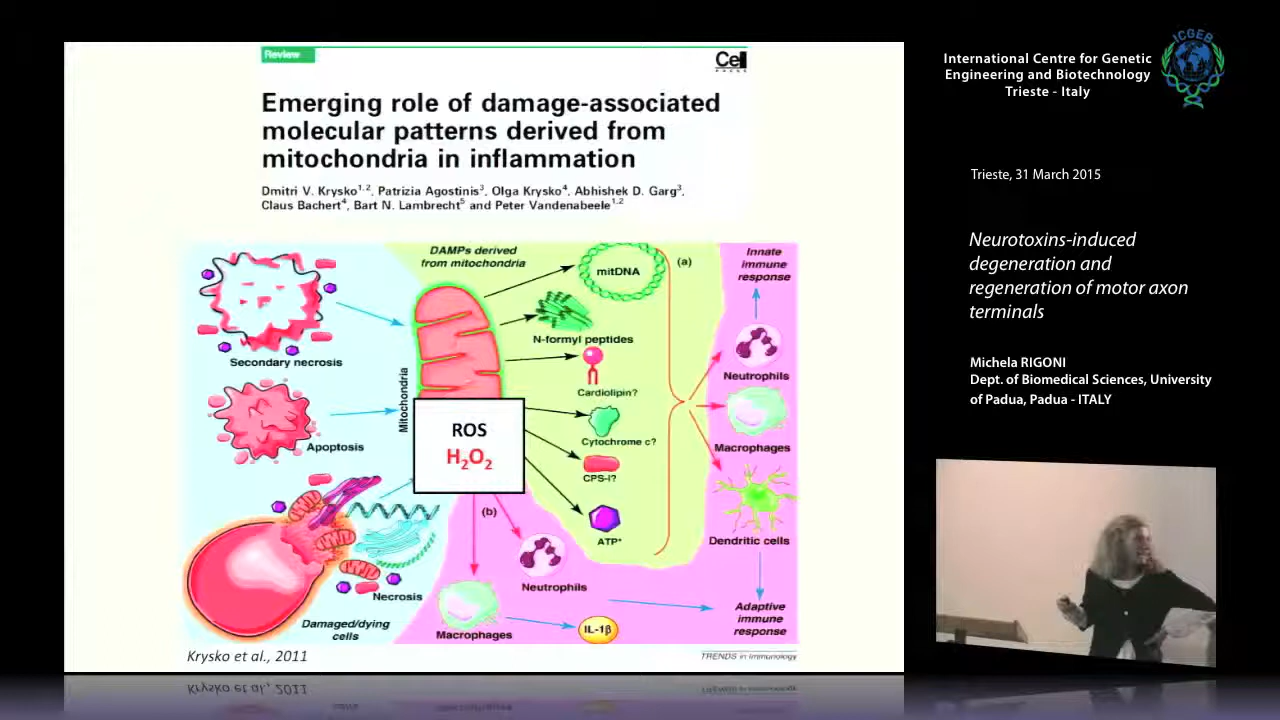 Review
Cell
PRESS
Emerging role of damage-associated
molecular patterns derived from
mitochondria in inflammation
Dmitri V. Krysko1,2, Patrizia Agostinis3, Olga Krysko4, Abhishek D. Garg3,
Claus Bachert4, Bart N. Lambrecht5 and Peter Vandenabeele1,2
DAMPs derived
from mitochondria
mitDNA
(a)
Innate
immune
response
Secondary necrosis
N-formyl peptides
Neutrophils
Mitochondria
Cardiolipin?
Apoptosis
ROS
H2O2
Cytochrome c?
Macrophages
CPS-I?
(b)
ATP*
Dendritic cells
Necrosis
Neutrophils
Damaged/dying
cells
Macrophages
IL-1β
Adaptive
immune
response
Krysko et al., 2011
TRENDS in Immunology
International Centre for Genetic
Engineering and Biotechnology
Trieste - Italy
ICGEB
Trieste, 31 March 2015
Neurotoxins-induced
degeneration and
regeneration of motor axon
terminals
Michela RIGONI
Dept. of Biomedical Sciences, University
of Padua, Padua - ITALY